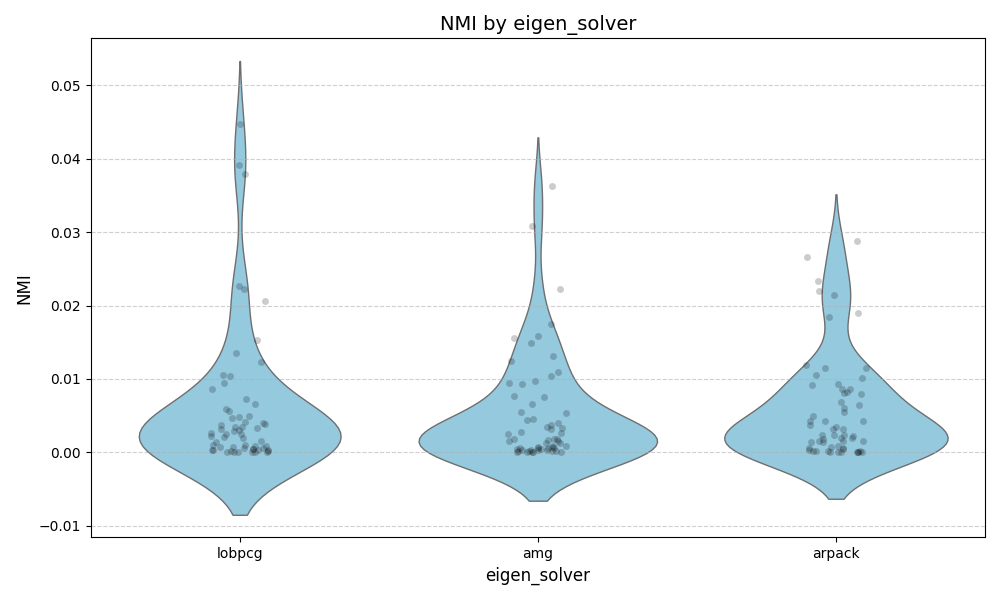 NMI by eigen_solver
NMI
0.05
0.04
0.03
0.02
0.01
0.00
−0.01
lobpcg
amg
arpack
eigen_solver